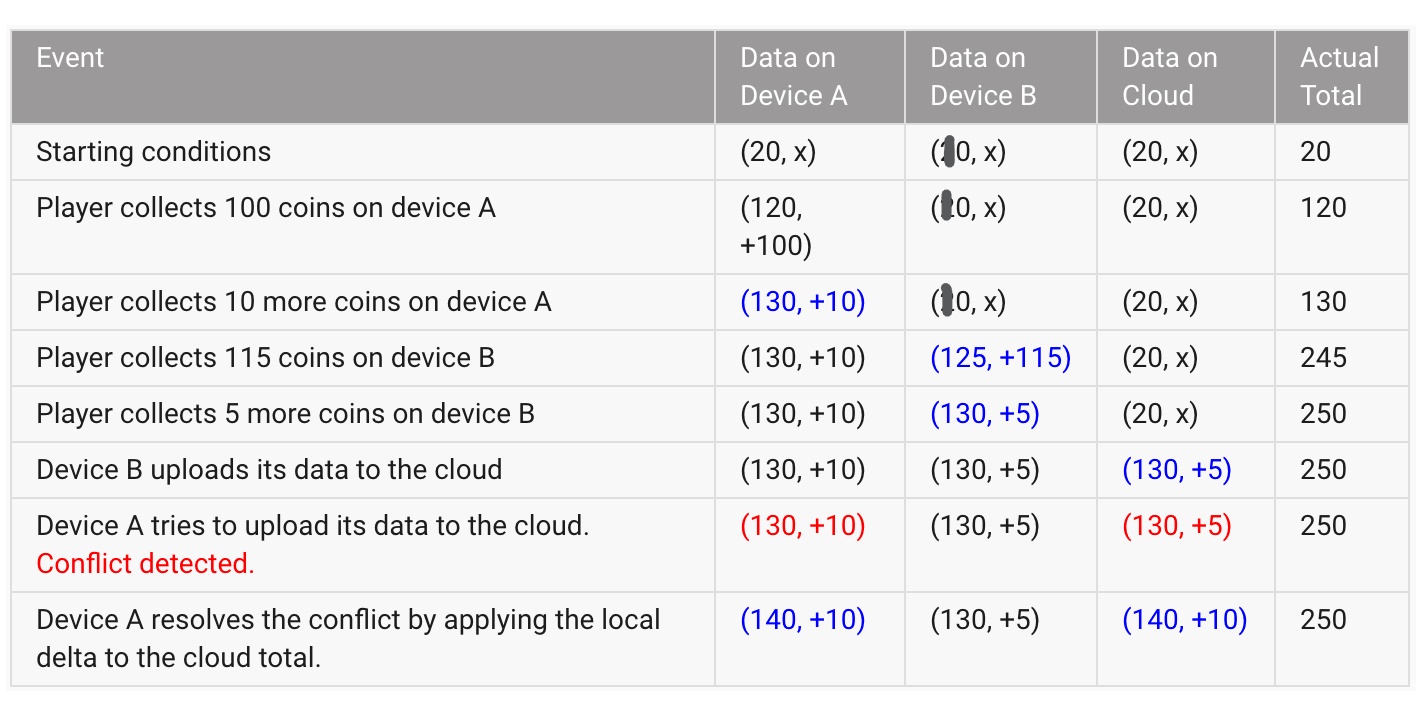 Event Data on Data on Data on Actual
Device A Device B Cloud Total
Starting conditions (20, x) x) (20, x) 20
Player collects 100 coins on device A (120, x) (20, x) 120
+100)
Player collects 10 more coins on device A (130, +10) x) (20, x) 130
Player collects 115 coins on device B (130, +10) (125, +115) (20, x) 245
Player collects 5 more coins on device B (130, +10) (130, +5) (20, x) 250
Device B uploads its data to the cloud (130, +10) (130, +5) (130, +5) 250
Device A tries to upload its data to the cloud. (130, +10) (130, +5) (130, +5) 250
Conflict detected.
Device A resolves the conflict by applying the local (140, +10) (130, +5) (140, +10) 250
delta to the cloud total.